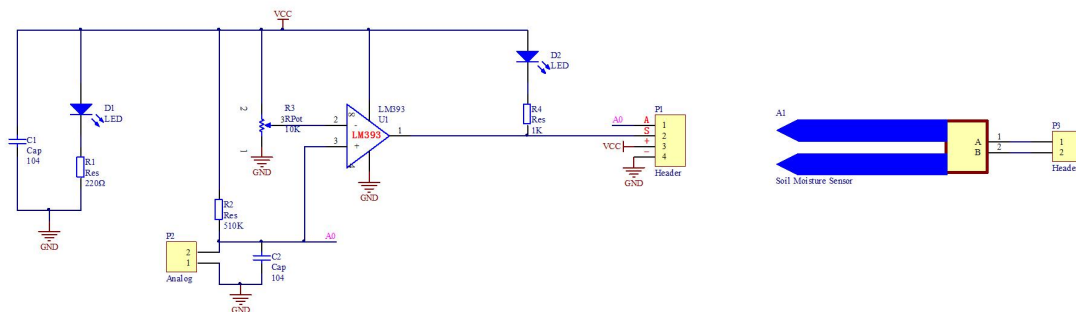 VCC
D1
LED
C1
Cap
104
R1
Res
220Ω
GND
2
R3
3
RPot
10K
1
GND
R2
Res
510K
P2
2
1
Analog
C2
Cap
104
GND
A0
LM393
U1
8
2
-
LM393
3
+
4
1
GND
D2
LED
R4
Res
1K
P1
A0
A
1
S
2
VCC
+
3
-
4
GND
Header
A1
A
1
B
2
Soil Moisture Sensor
P3
1
2
Header